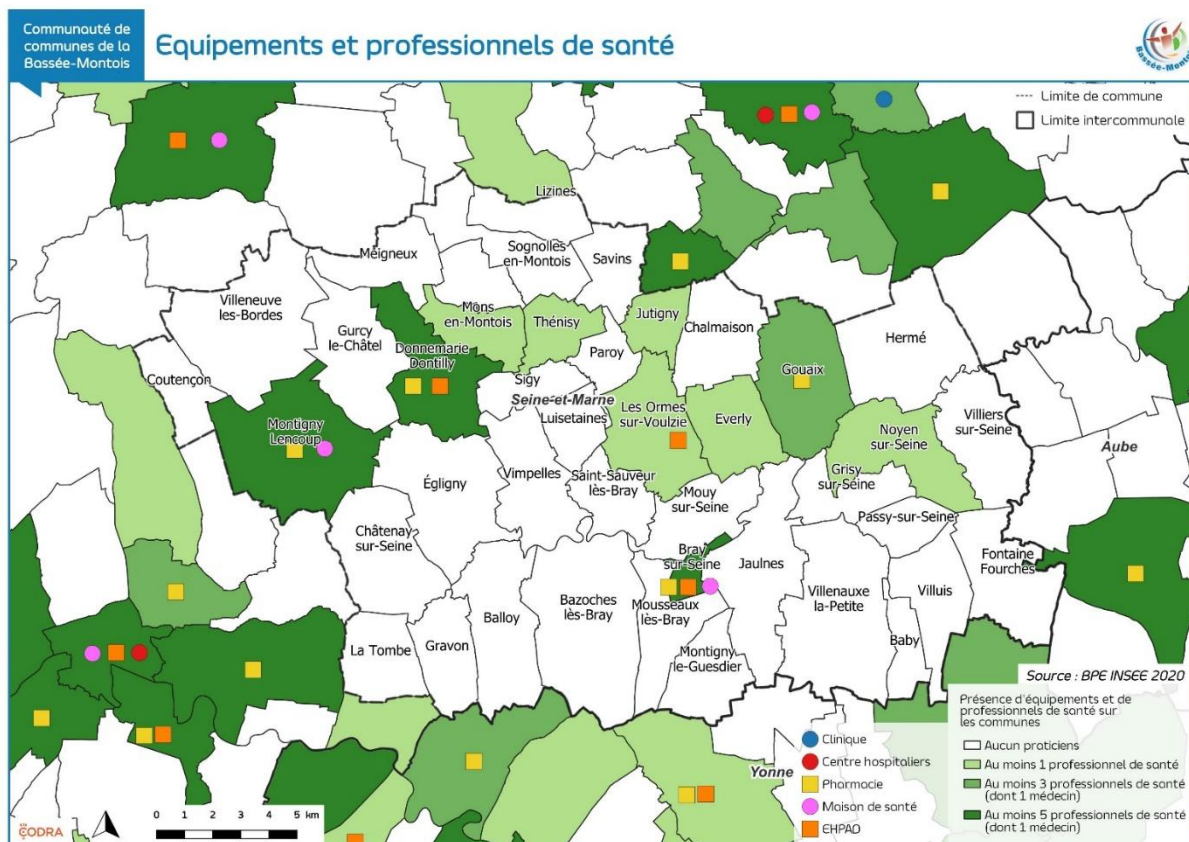 Communauté de
communes de la
Bassée-Montois
Equipements et professionnels de santé
Bassée-Montois
Limite de commune
Limite intercommunale
Lizines
Meigneux
Sognolles
en-Montois
Savins
Villeneuve
les-Bordes
Mons
en-Montois
Thénisy
Jutigny
Chalmaison
Hermé
Gurcy
le-Châtel
Donnemarie
Dontilly
Paroy
Gouaix
Coutençon
Sigy
Seine-et-Marne
Luisetaines
Les Ormes
sur-Voulzie
Everly
Noyen
sur-Seine
Villiers
sur-Seine
Aube
Montigny
Lencoup
Égligny
Vimpelles
Saint-Sauveur
lès-Bray
Mouy
sur-Seine
Grisy
sur-Seine
Passy-sur-Seine
Châtenay
sur-Seine
Bray
sur-Seine
Jaulnes
Fontaine
Fourches
Balloy
Bazoches
lès-Bray
Mousseaux
lès-Bray
Villenauxe
la-Petite
Villuis
La Tombe
Gravon
Montigny
le-Guesdier
Baby
Source : BPE INSEE 2020
Yonne
Clinique
Centre hospitaliers
Pharmacie
Maison de santé
EHPAD
Présence d'équipements et de
professionnels de santé sur
les communes
Aucun praticiens
Au moins 1 professionnel de santé
Au moins 3 professionnels de santé
(dont 1 médecin)
Au moins 5 professionnels de santé
(dont 1 médecin)
CODRA
0 1 2 3 4 5 km